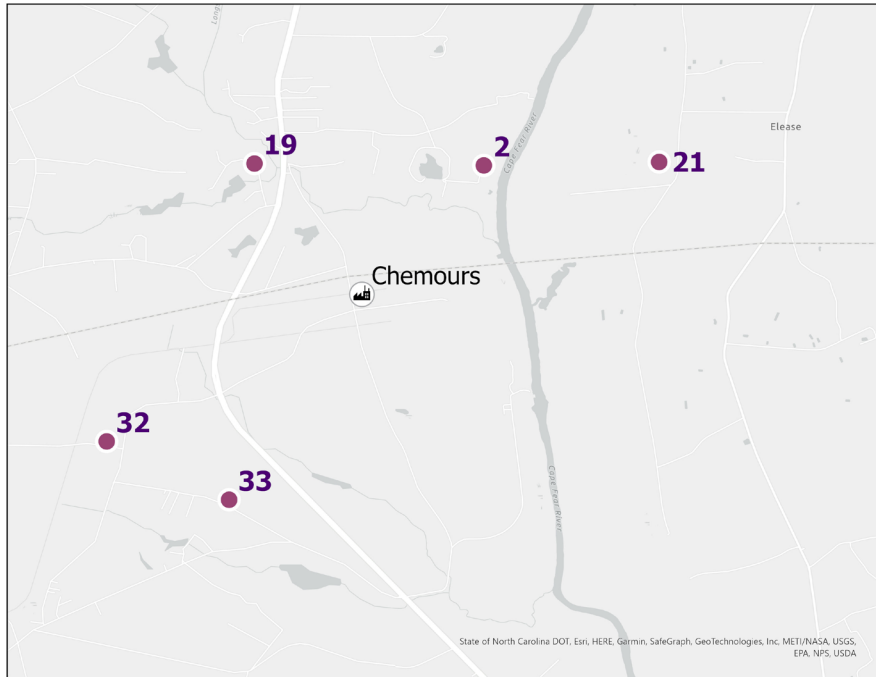 Long
19
2
Cape Fear River
Elease
21
Chemours
32
33
Cape Fear River
State of North Carolina DOT, Esri, HERE, Garmin, SafeGraph, GeoTechnologies, Inc, METI/NASA, USGS,
EPA, NPS, USDA